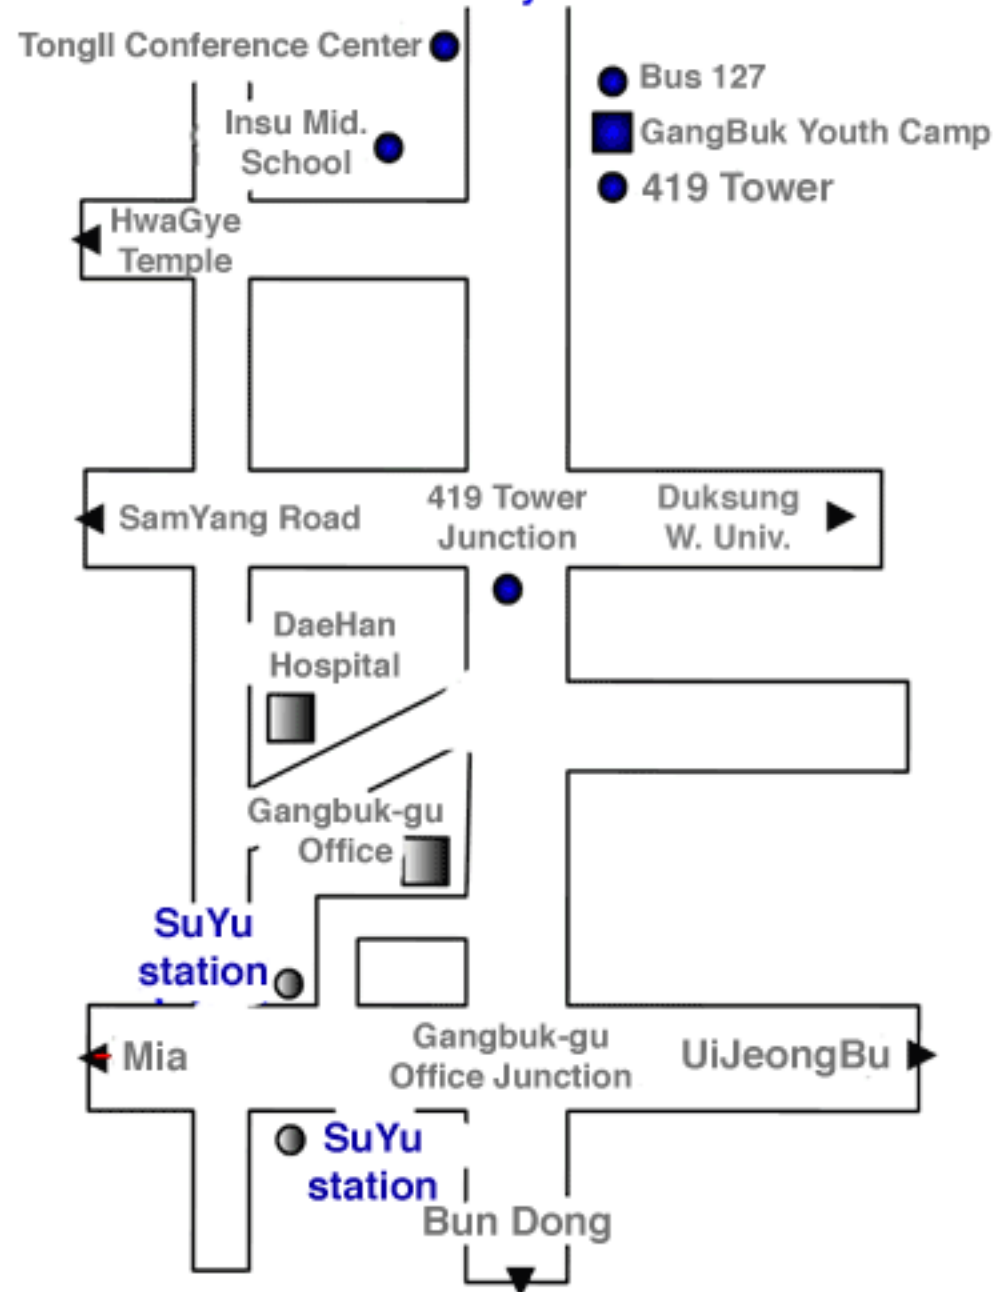 TongIl Conference Center
Bus 127
Insu Mid.
School
GangBuk Youth Camp
419 Tower
HwaGye
Temple
SamYang Road
419 Tower
Junction
Duksung
W. Univ.
DaeHan
Hospital
Gangbuk-gu
Office
SuYu
station
Mia
Gangbuk-gu
Office Junction
UiJeongBu
SuYu
station
Bun Dong